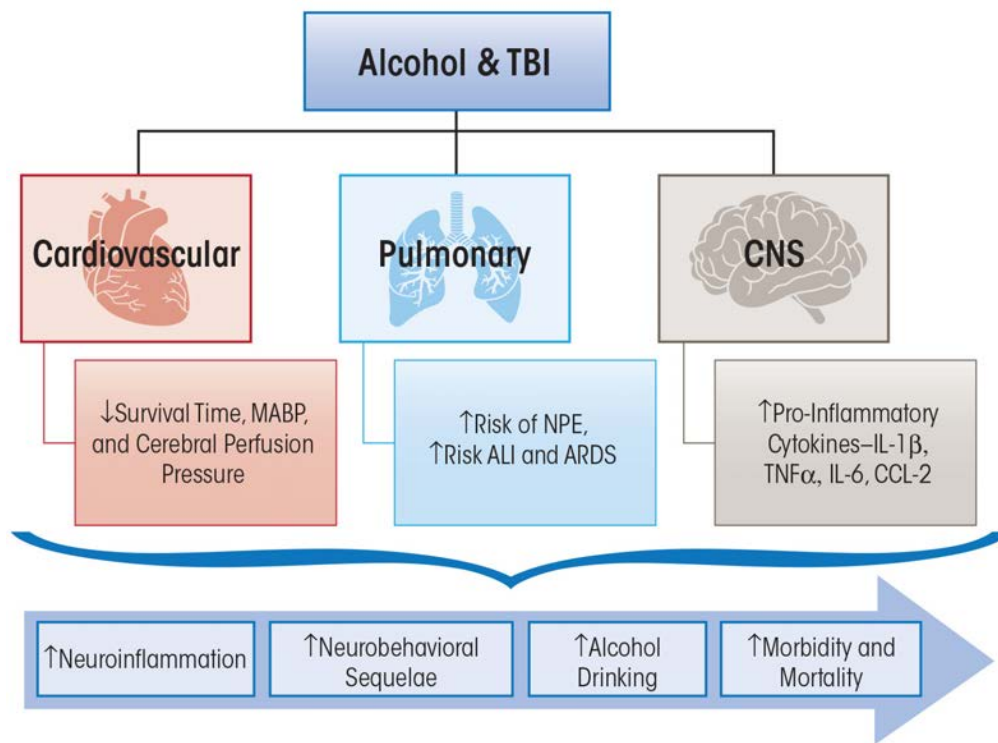 Alcohol & TBI
Cardiovascular
Pulmonary
CNS
↓Survival Time, MABP,
and Cerebral Perfusion
Pressure
↑Risk of NPE,
↑Risk ALI and ARDS
↑Pro-Inflammatory
Cytokines–IL-1β,
TNFα, IL-6, CCL-2
↑Neuroinflammation
↑Neurobehavioral
Sequelae
↑Alcohol
Drinking
↑Morbidity and
Mortality